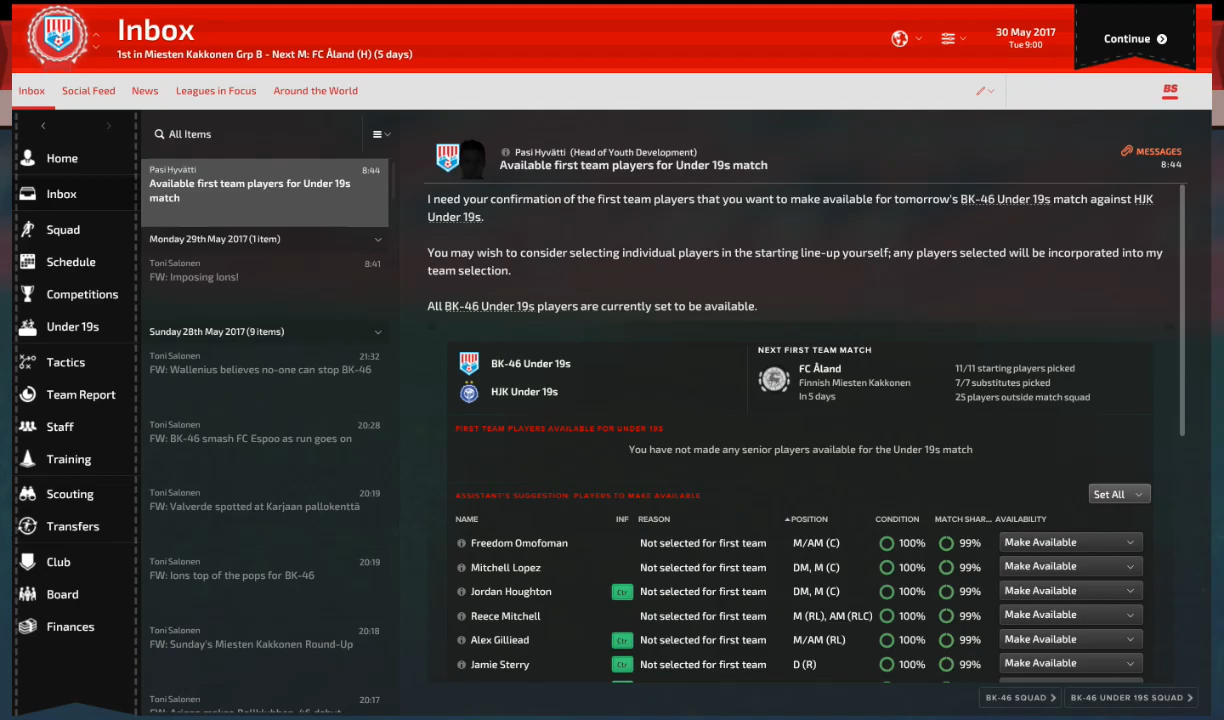 Inbox
1st in Miesten Kakkonen Grp B - Next M: FC Åland (H) (5 days)
30 May 2017
Tue 9:00
Continue
Inbox
Social Feed
News
Leagues in Focus
Around the World
BS
Home
Inbox
Squad
Schedule
Competitions
Under 19s
Tactics
Team Report
Staff
Training
Scouting
Transfers
Club
Board
Finances
All Items
Pasi Hyvätti 8:44
Available first team players for Under 19s
match
Monday 29th May 2017 (1 item)
Toni Salonen 8:41
FW: Imposing Ions!
Sunday 28th May 2017 (9 items)
Toni Salonen 21:32
FW: Wallenius believes no-one can stop BK-46
Toni Salonen 20:28
FW: BK-46 smash FC Espoo as run goes on
Toni Salonen 20:19
FW: Valverde spotted at Karjaan pallokenttä
Toni Salonen 20:19
FW: Ions top of the pops for BK-46
Toni Salonen 20:18
FW: Sunday's Miesten Kakkonen Round-Up
Toni Salonen 20:17
Pasi Hyvätti (Head of Youth Development)
Available first team players for Under 19s match
MESSAGES
8:44
I need your confirmation of the first team players that you want to make available for tomorrow's BK-46 Under 19s match against HJK
Under 19s.
You may wish to consider selecting individual players in the starting line-up yourself; any players selected will be incorporated into my
team selection.
All BK-46 Under 19s players are currently set to be available.
BK-46 Under 19s
HJK Under 19s
NEXT FIRST TEAM MATCH
FC Åland
Finnish Miesten Kakkonen
In 5 days
11/11 starting players picked
7/7 substitutes picked
25 players outside match squad
FIRST TEAM PLAYERS AVAILABLE FOR UNDER 19S
You have not made any senior players available for the Under 19s match
ASSISTANT'S SUGGESTION: PLAYERS TO MAKE AVAILABLE
Set All
NAME INF REASON POSITION CONDITION MATCH SHAR... AVAILABILITY
Freedom Omofoman Not selected for first team M/AM (C) 100% 99% Make Available
Mitchell Lopez Not selected for first team DM, M (C) 100% 99% Make Available
Jordan Houghton Ctr Not selected for first team DM, M (C) 100% 99% Make Available
Reece Mitchell Not selected for first team M (RL), AM (RLC) 100% 99% Make Available
Alex Gilliead Ctr Not selected for first team M/AM (RL) 100% 99% Make Available
Jamie Sterry Ctr Not selected for first team D (R) 100% 99% Make Available
BK-46 SQUAD
BK-46 UNDER 19S SQUAD